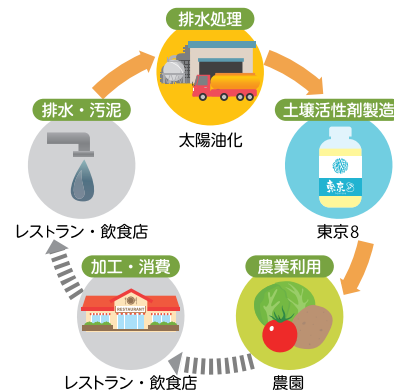 排水処理
太陽油化
土壌活性剤製造
東京⑧
東京8
農業利用
農園
加工・消費
RESTAURANT
レストラン・飲食店
排水・汚泥
レストラン・飲食店